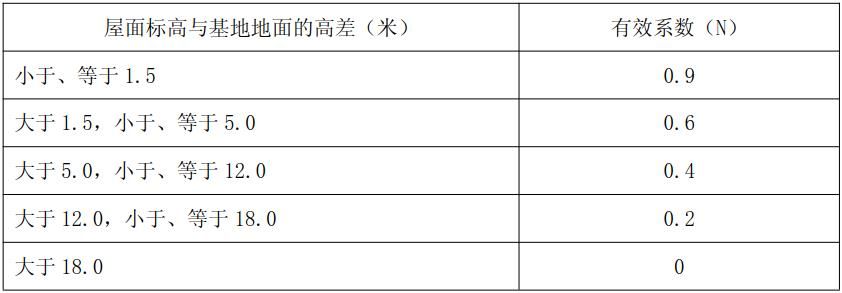 屋面标高与基地地面的高差（米） 有效系数（N）
小于、等于 1.5 0.9
大于 1.5，小于、等于 5.0 0.6
大于 5.0，小于、等于 12.0 0.4
大于 12.0，小于、等于 18.0 0.2
大于 18.0 0